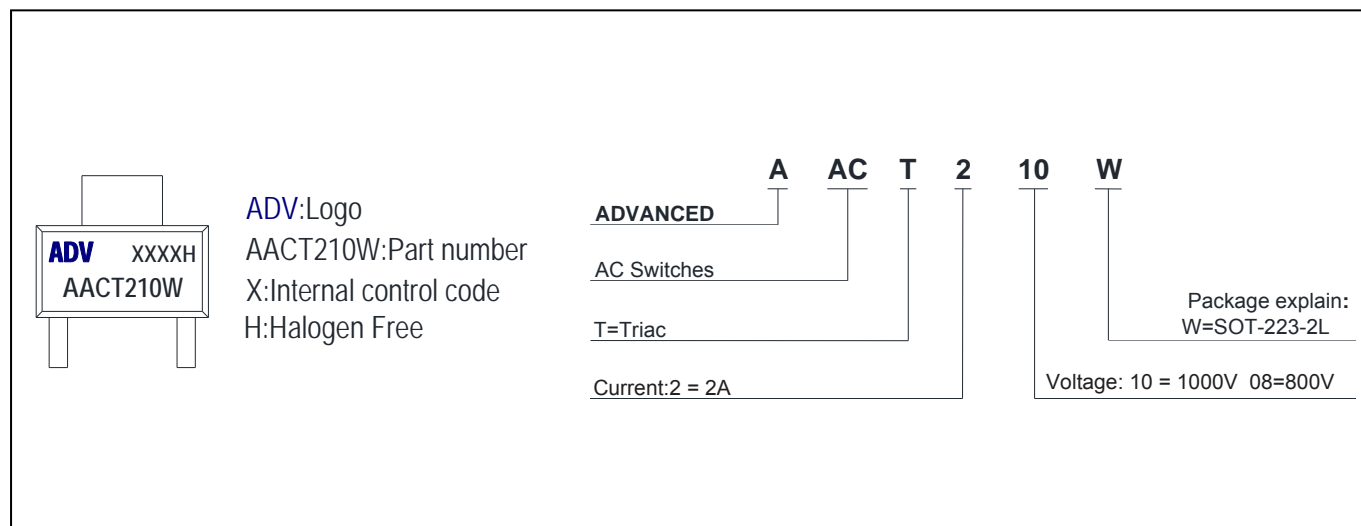 ADV XXXXH
AACT210W
ADV:Logo
AACT210W:Part number
X:Internal control code
H:Halogen Free
A AC T 2 10 W
ADVANCED
AC Switches
T=Triac
Current:2 = 2A
Package explain:
W=SOT-223-2L
Voltage: 10 = 1000V 08=800V